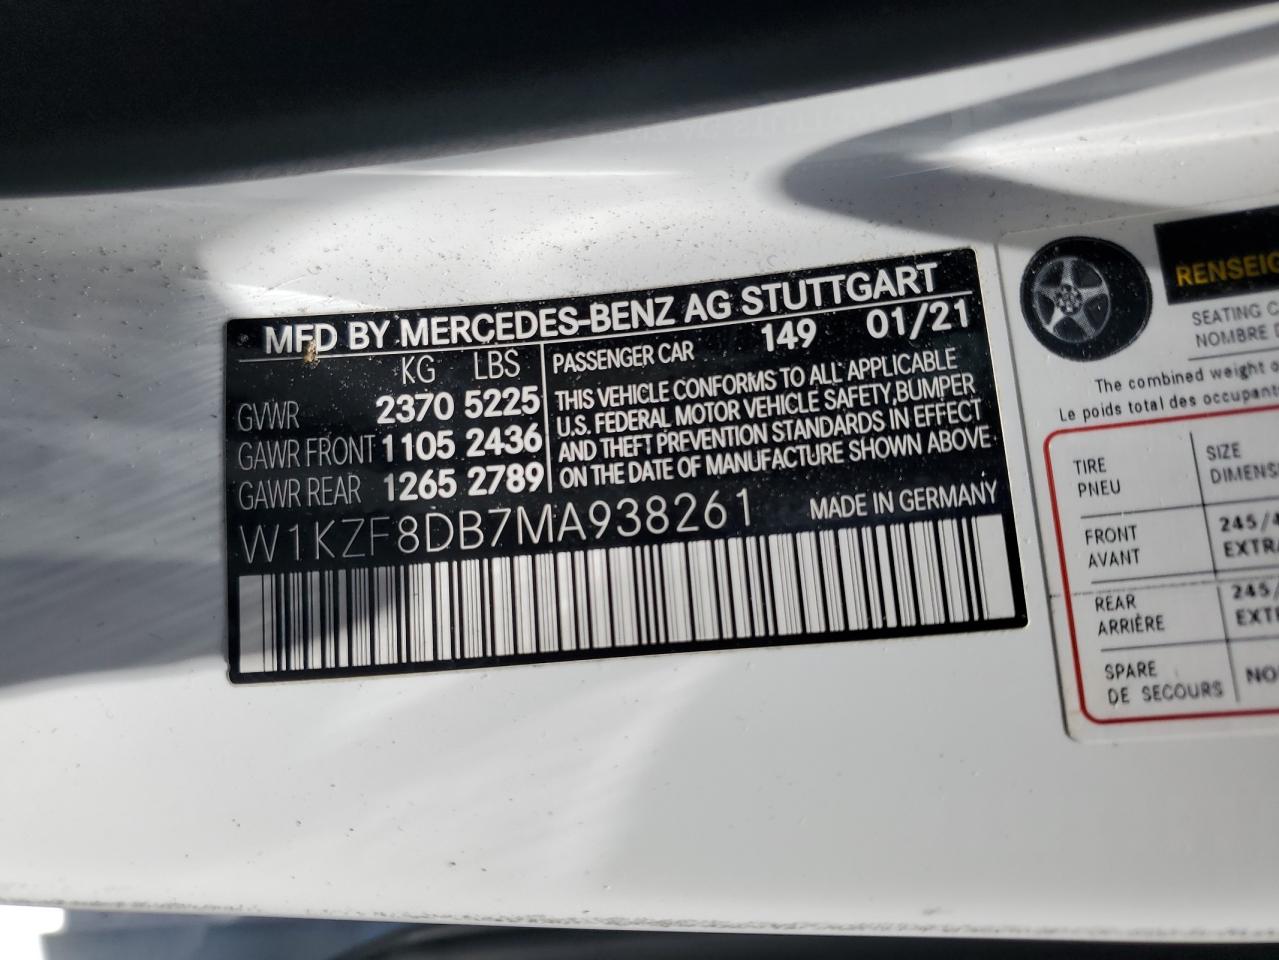 MFD BY MERCEDES-BENZ AG STUTTGART
KG LBS
GVWR 2370 5225
GAWR FRONT 1105 2436
GAWR REAR 1265 2789
PASSENGER CAR 149 01/21
THIS VEHICLE CONFORMS TO ALL APPLICABLE
U.S. FEDERAL MOTOR VEHICLE SAFETY, BUMPER
AND THEFT PREVENTION STANDARDS IN EFFECT
ON THE DATE OF MANUFACTURE SHOWN ABOVE
W1KZF8DB7MA938261 MADE IN GERMANY
RENSEIG
SEATING C
NOMBRE D
The combined weight o
Le poids total des occupant
TIRE
PNEU
SIZE
DIMENS
FRONT
AVANT
245/4
EXTRA
REAR
ARRIÈRE
245/
EXTR
SPARE
DE SECOURS
NO